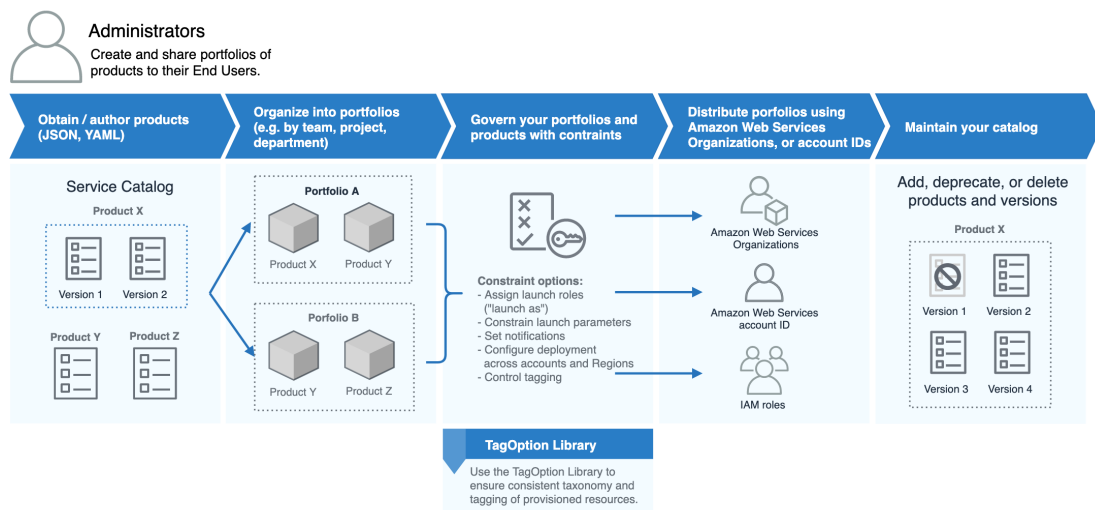 Administrators
Create and share portfolios of
products to their End Users.
Obtain / author products
(JSON, YAML)
Organize into portfolios
(e.g. by team, project,
department)
Govern your portfolios and
products with contraints
Distribute porfolios using
Amazon Web Services
Organizations, or account IDs
Maintain your catalog
Service Catalog
Product X
Version 1
Version 2
Product Y
Product Z
Portfolio A
Product X
Product Y
Porfolio B
Product Y
Product Z
Constraint options:
- Assign launch roles
("launch as")
- Constrain launch parameters
- Set notifications
- Configure deployment
across accounts and Regions
- Control tagging
Amazon Web Services
Organizations
Amazon Web Services
account ID
IAM roles
Add, deprecate, or delete
products and versions
Product X
Version 1
Version 2
Version 3
Version 4
TagOption Library
Use the TagOption Library to
ensure consistent taxonomy and
tagging of provisioned resources.